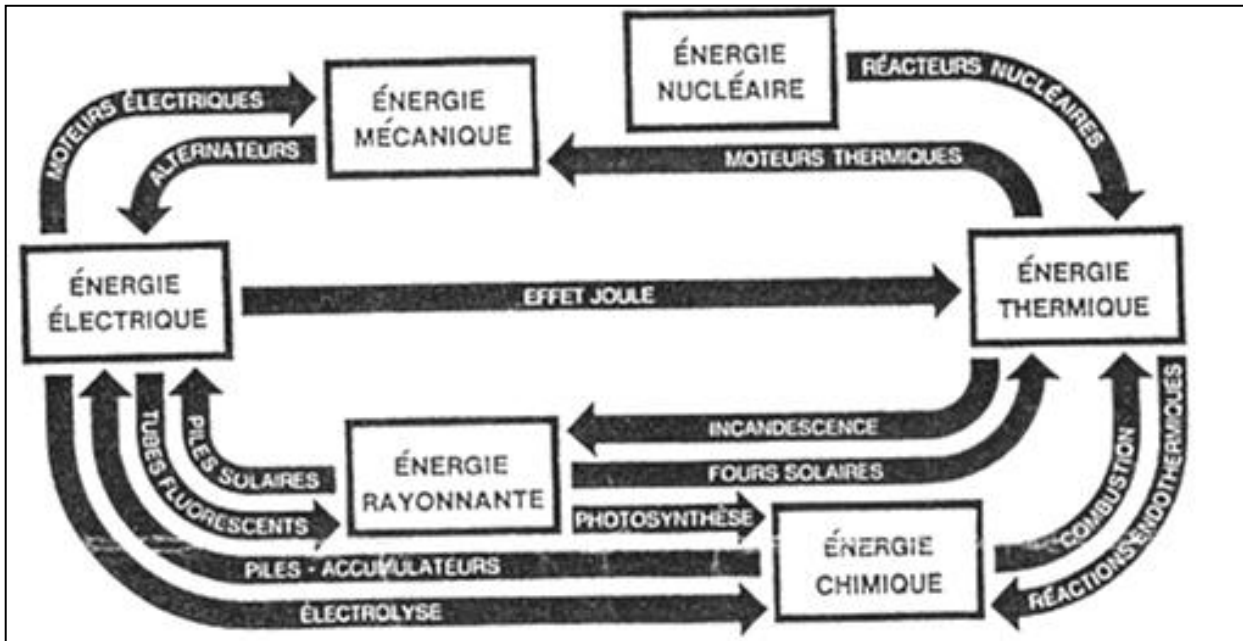 ÉNERGIE
NUCLÉAIRE
RÉACTEURS NUCLÉAIRES
ÉNERGIE
MÉCANIQUE
MOTEURS ÉLECTRIQUES
ALTERNATEURS
MOTEURS THERMIQUES
ÉNERGIE
ÉLECTRIQUE
EFFET JOULE
ÉNERGIE
THERMIQUE
INCANDESCENCE
FOURS SOLAIRES
ÉNERGIE
RAYONNANTE
PILES SOLAIRES
TUBES FLUORESCENTS
PHOTOSYNTHÈSE
ÉNERGIE
CHIMIQUE
COMBUSTION
RÉACTIONS-ENDOTHERMIQUES
PILES - ACCUMULATEURS
ÉLECTROLYSE